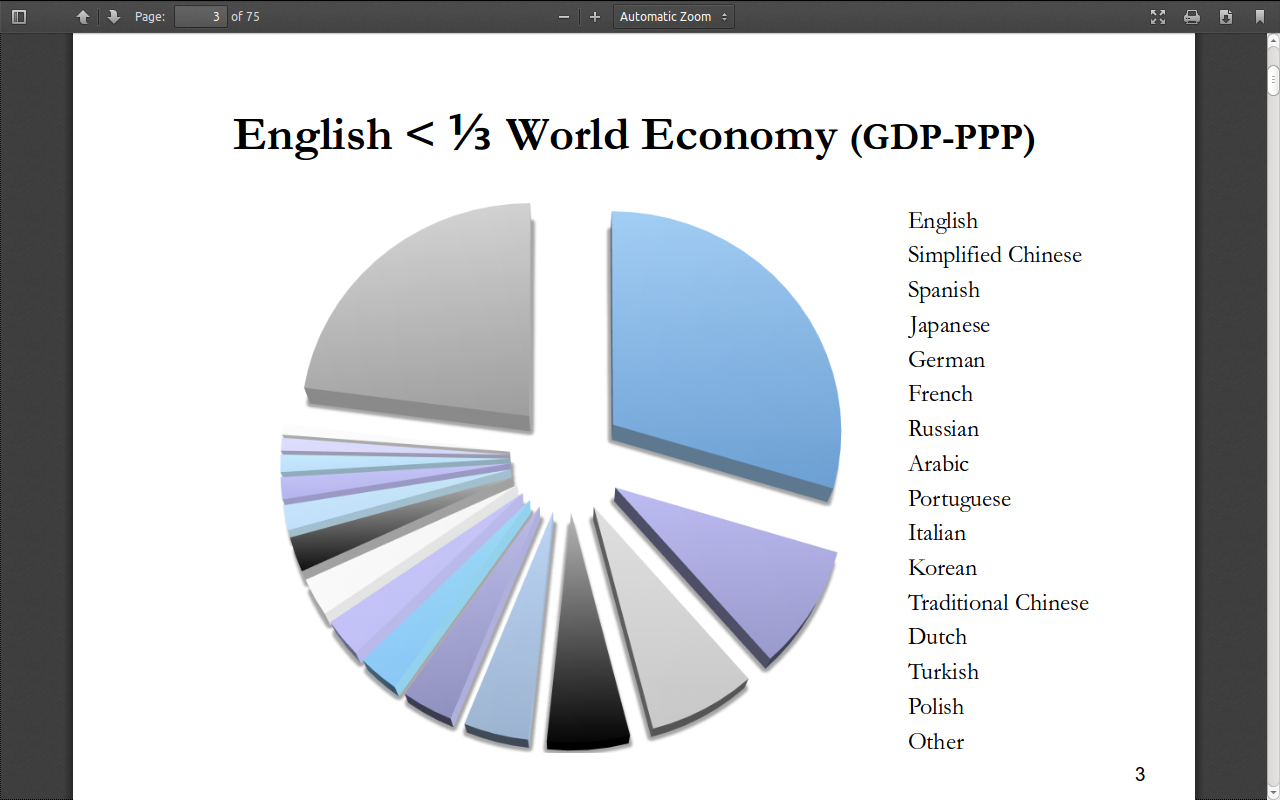 Page: 3 of 75 Automatic Zoom
English < ⅓ World Economy (GDP-PPP)
English
Simplified Chinese
Spanish
Japanese
German
French
Russian
Arabic
Portuguese
Italian
Korean
Traditional Chinese
Dutch
Turkish
Polish
Other
3